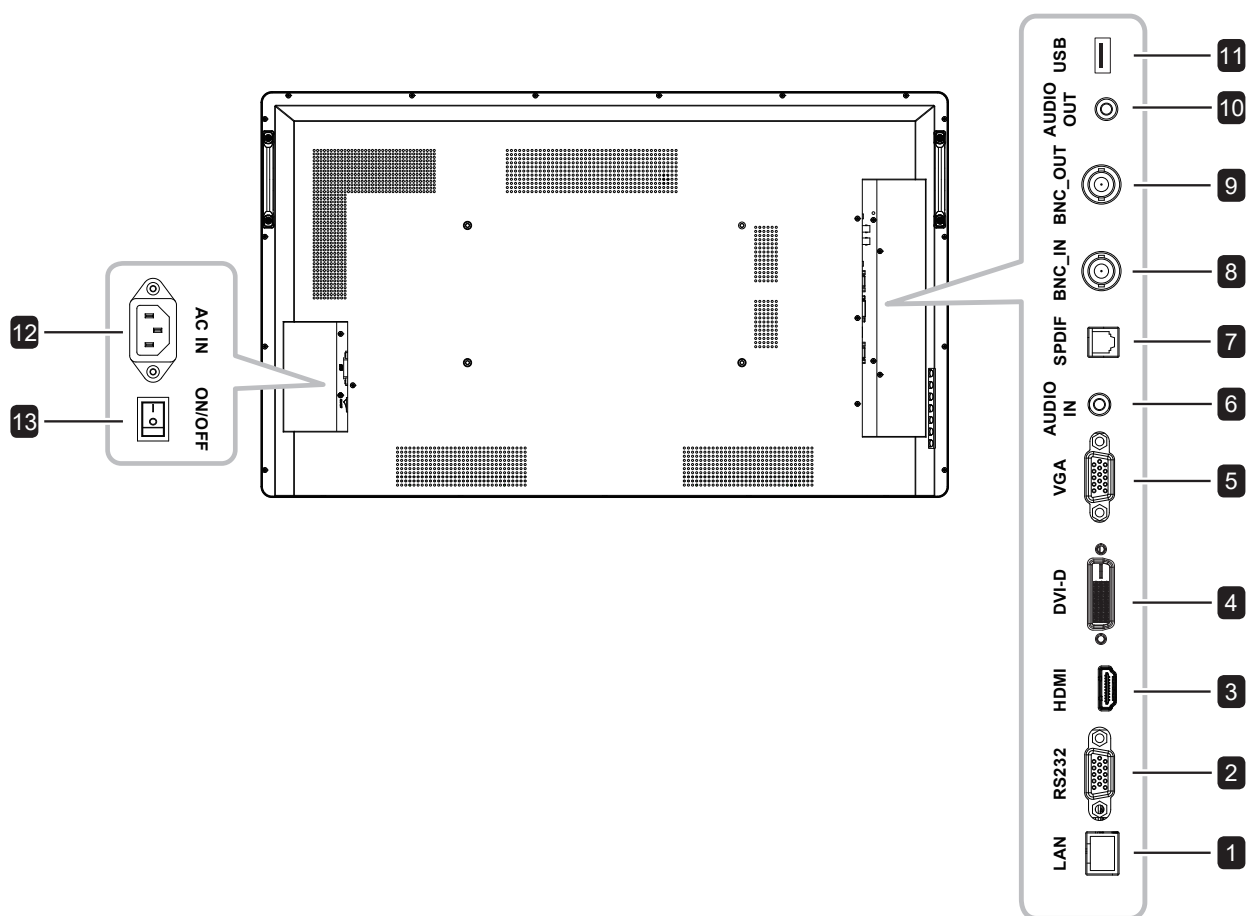 USB
11
AUDIO
OUT
10
BNC_OUT
9
BNC_IN
8
SPDIF
7
AUDIO
IN
6
VGA
5
DVI-D
4
HDMI
3
RS232
2
LAN
1
12
AC IN
13
ON/OFF